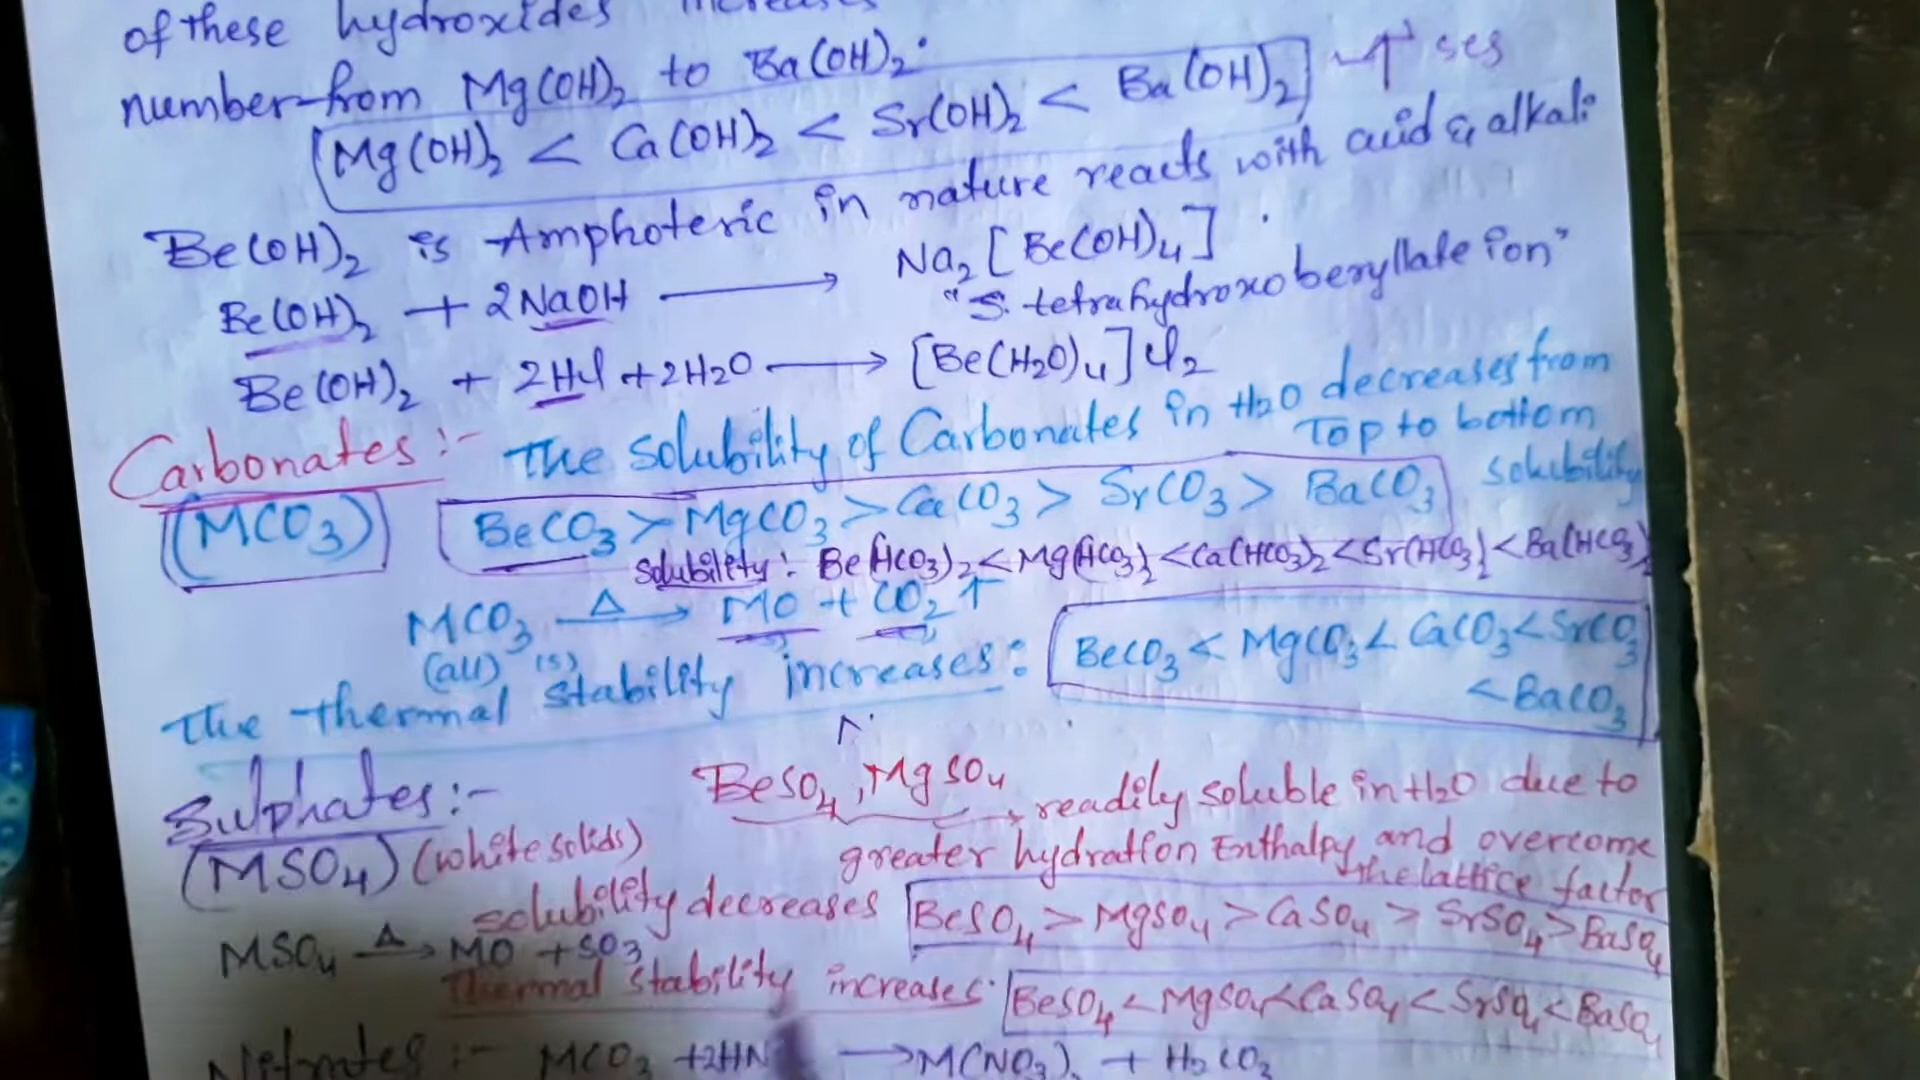 of these hydroxides increases
number from Mg(OH)₂ to Ba(OH)₂.
Mg(OH)₂ < Ca(OH)₂ < Sr(OH)₂ < Ba(OH)₂ ↑ses
Be(OH)₂ is Amphoteric in nature reacts with acid & alkali
Be(OH)₂ + 2NaOH ⟶ Na₂[Be(OH)₄]
"S. tetrahydroxoberyllate ion"
Be(OH)₂ + 2HCl + 2H₂O ⟶ [Be(H₂O)₄]Cl₂
Carbonates :- The solubility of Carbonates in H₂O decreases from
Top to bottom
(MCO₃) BeCO₃ > MgCO₃ > CaCO₃ > SrCO₃ > BaCO₃ solubility
solubility : Be(HCO₃)₂ < Mg(HCO₃)₂ < Ca(HCO₃)₂ < Sr(HCO₃)₂ < Ba(HCO₃)
MCO₃ —Δ→ MO + CO₂ ↑
(all) (s)
The thermal stability increases : BeCO₃ < MgCO₃ < CaCO₃ < SrCO₃
< BaCO₃
Sulphates :- BeSO₄, MgSO₄ → readily soluble in H₂O due to
(MSO₄) (white solids) greater hydration Enthalpy and overcome
the lattice factor
solubility decreases BeSO₄ > MgSO₄ > CaSO₄ > SrSO₄ > BaSO₄
MSO₄ —Δ→ MO + SO₃
Thermal stability increases: BeSO₄ < MgSO₄ < CaSO₄ < SrSO₄ < BaSO₄
Nitrates :- MCO₃ + 2HN ⟶ M(NO₃)₂ + H₂CO₃